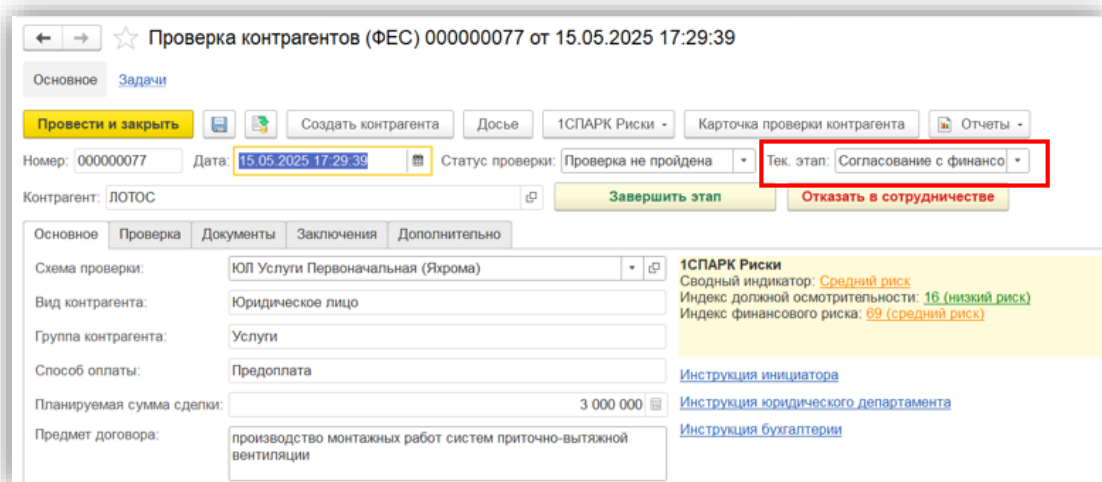 Проверка контрагентов (ФЕС) 000000077 от 15.05.2025 17:29:39
Основное Задачи
Провести и закрыть Создать контрагента Досье 1СПАРК Риски Карточка проверки контрагента Отчеты
Номер: 000000077 Дата: 15.05.2025 17:29:39 Статус проверки: Проверка не пройдена Тек. этап: Согласование с финансо
Контрагент: ЛОТОС Завершить этап Отказать в сотрудничестве
Основное Проверка Документы Заключения Дополнительно
Схема проверки: ЮЛ Услуги Первоначальная (Яхрома)
Вид контрагента: Юридическое лицо
Группа контрагента: Услуги
Способ оплаты: Предоплата
Планируемая сумма сделки: 3 000 000
Предмет договора: производство монтажных работ систем приточно-вытяжной
вентиляции
1СПАРК Риски
Сводный индикатор: Средний риск
Индекс должной осмотрительности: 16 (низкий риск)
Индекс финансового риска: 69 (средний риск)
Инструкция инициатора
Инструкция юридического департамента
Инструкция бухгалтерии